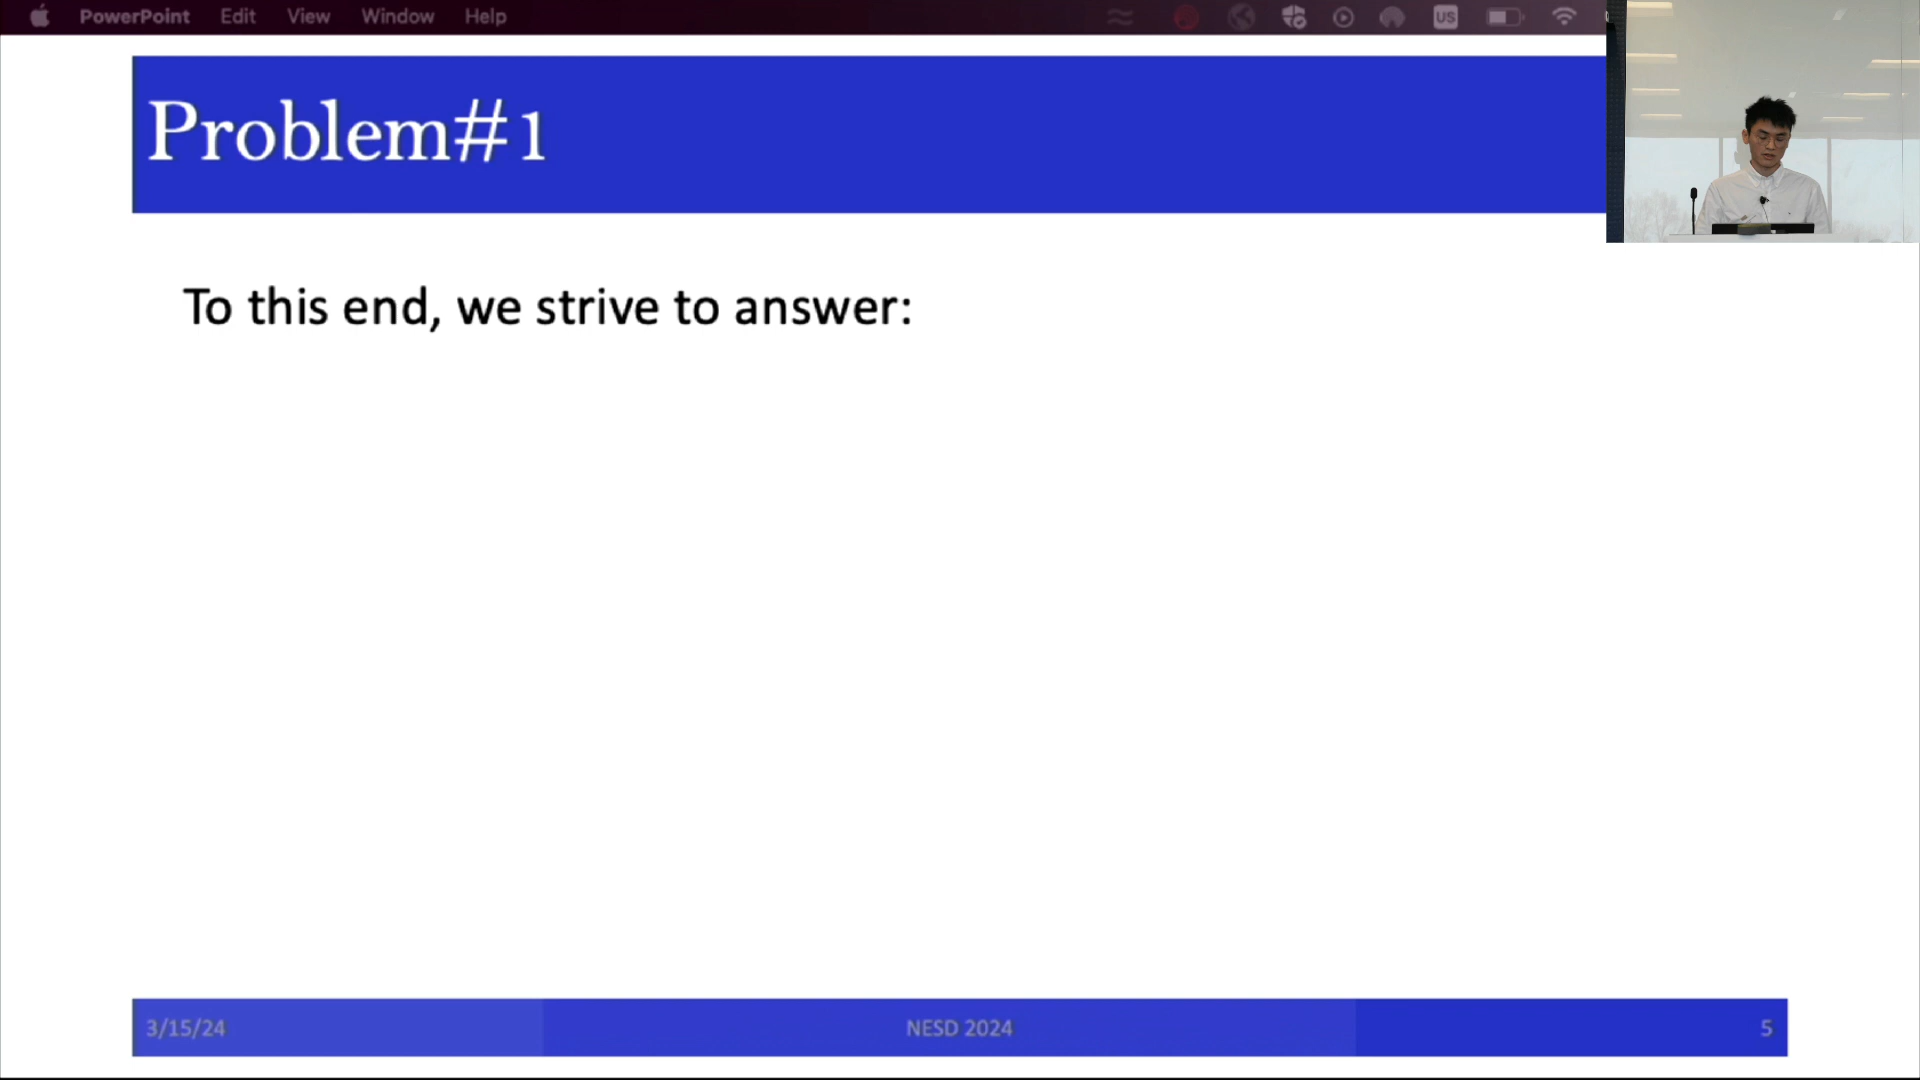 PowerPoint Edit View Window Help US
Problem#1
To this end, we strive to answer:
3/15/24 NESD 2024 5